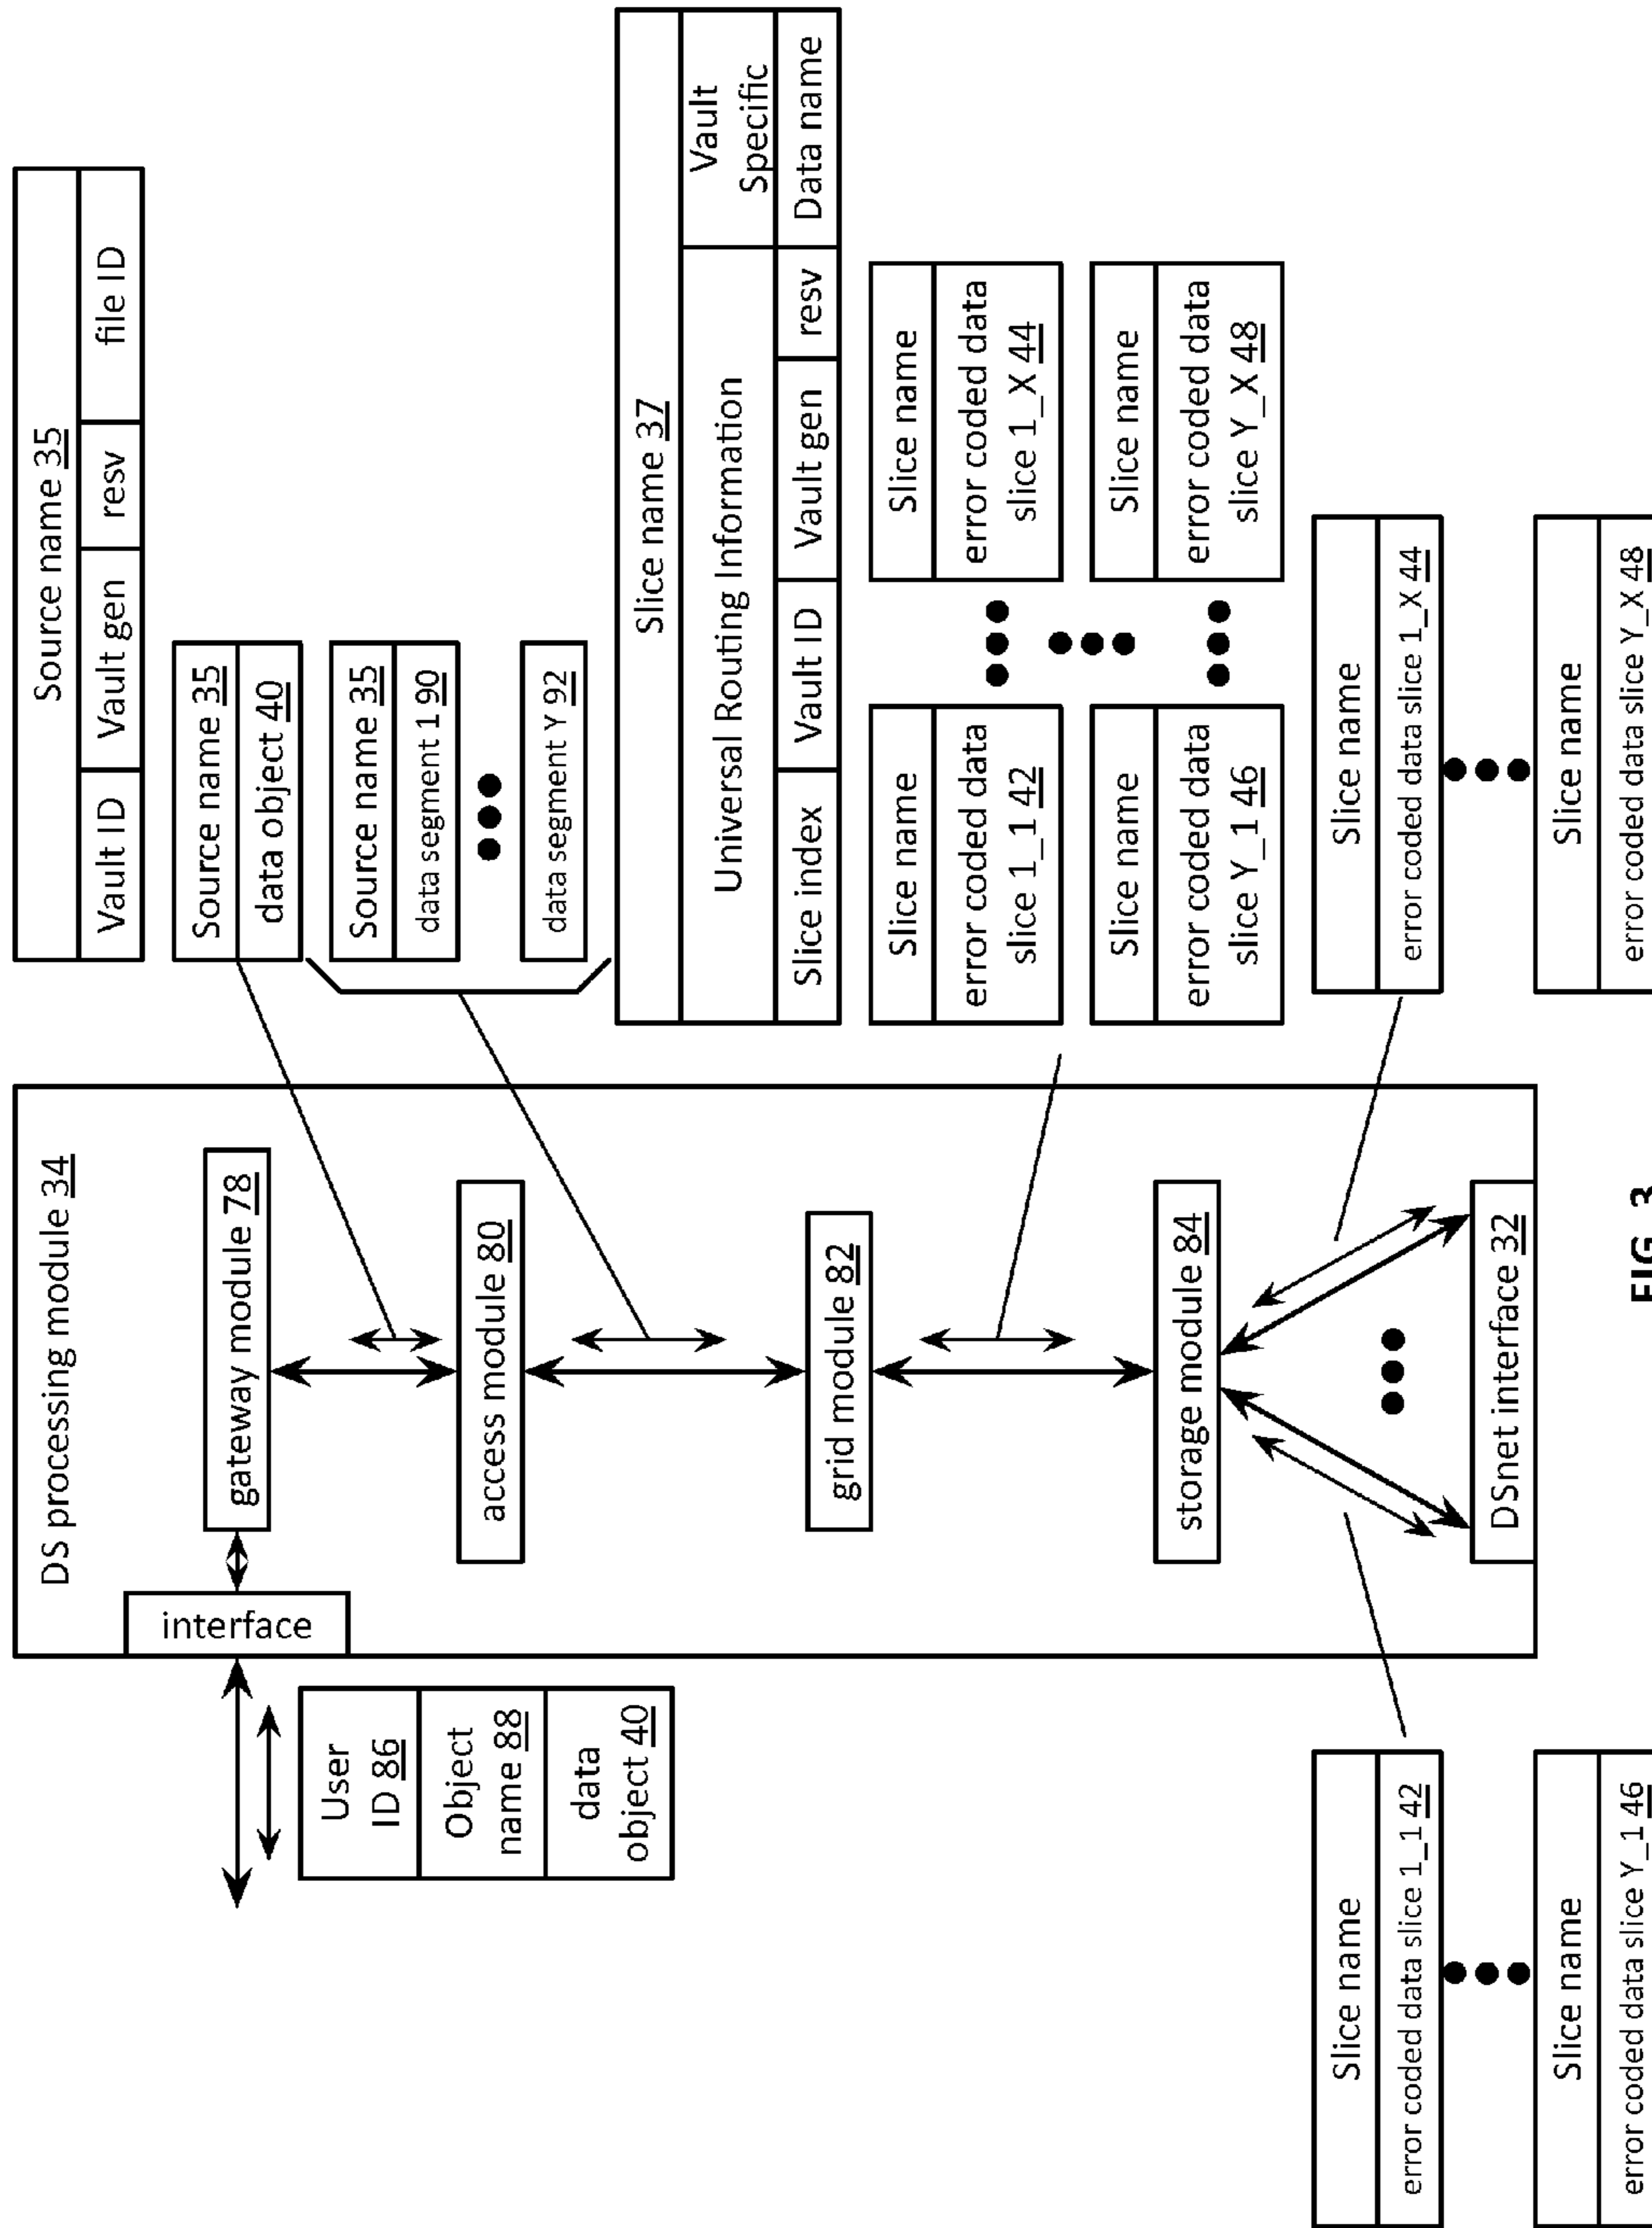 DS processing module 34
interface
gateway module 78
access module 80
grid module 82
storage module 84
DSnet interface 32
User
ID 86
Object
name 88
data
object 40
Source name 35
Vault ID
Vault gen
resv
file ID
Source name 35
data object 40
Source name 35
data segment 1 90
data segment Y 92
Slice name 37
Universal Routing Information
Vault
Specific
Slice index
Vault ID
Vault gen
resv
Data name
Slice name
error coded data
slice 1_1 42
Slice name
error coded data
slice 1_X 44
Slice name
error coded data
slice Y_1 46
Slice name
error coded data
slice Y_X 48
Slice name
error coded data slice 1_1 42
Slice name
error coded data slice Y_1 46
Slice name
error coded data slice 1_X 44
Slice name
error coded data slice Y_X 48
FIG. 3